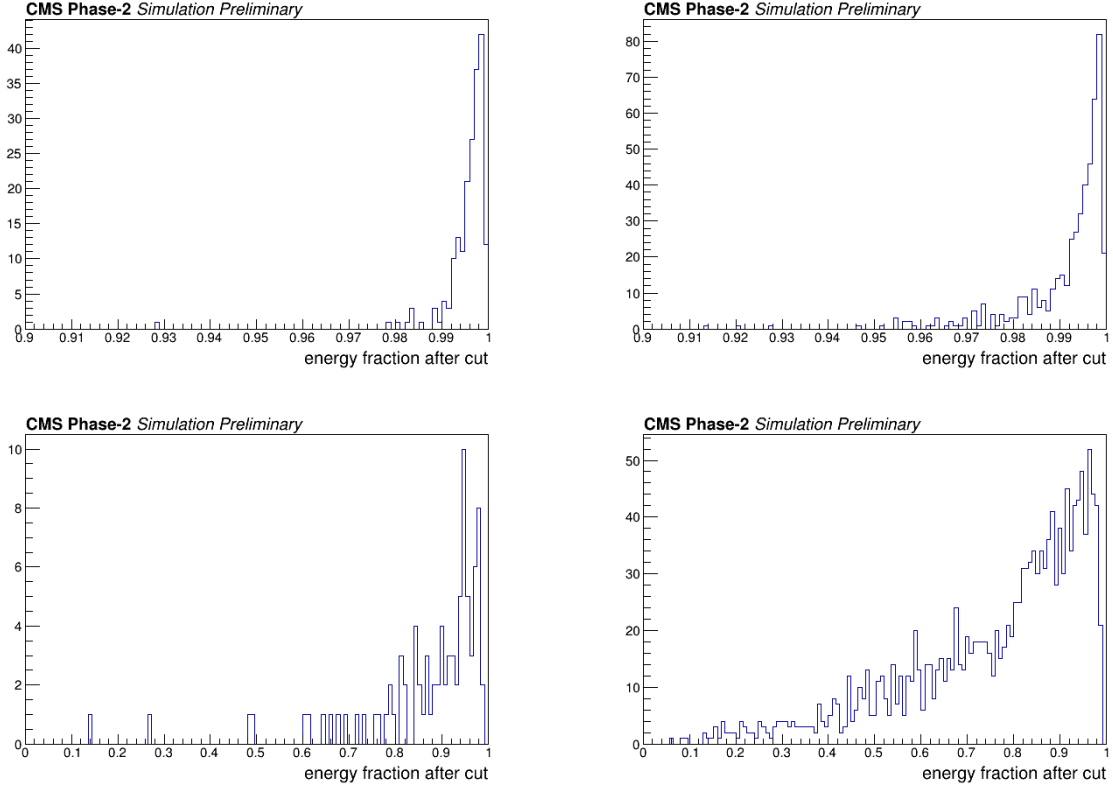 CMS Phase-2 Simulation Preliminary
40
35
30
25
20
15
10
5
0
0.9 0.91 0.92 0.93 0.94 0.95 0.96 0.97 0.98 0.99 1
energy fraction after cut
CMS Phase-2 Simulation Preliminary
80
70
60
50
40
30
20
10
0
0.9 0.91 0.92 0.93 0.94 0.95 0.96 0.97 0.98 0.99 1
energy fraction after cut
CMS Phase-2 Simulation Preliminary
10
8
6
4
2
0
0 0.1 0.2 0.3 0.4 0.5 0.6 0.7 0.8 0.9 1
energy fraction after cut
CMS Phase-2 Simulation Preliminary
50
40
30
20
10
0
0 0.1 0.2 0.3 0.4 0.5 0.6 0.7 0.8 0.9 1
energy fraction after cut